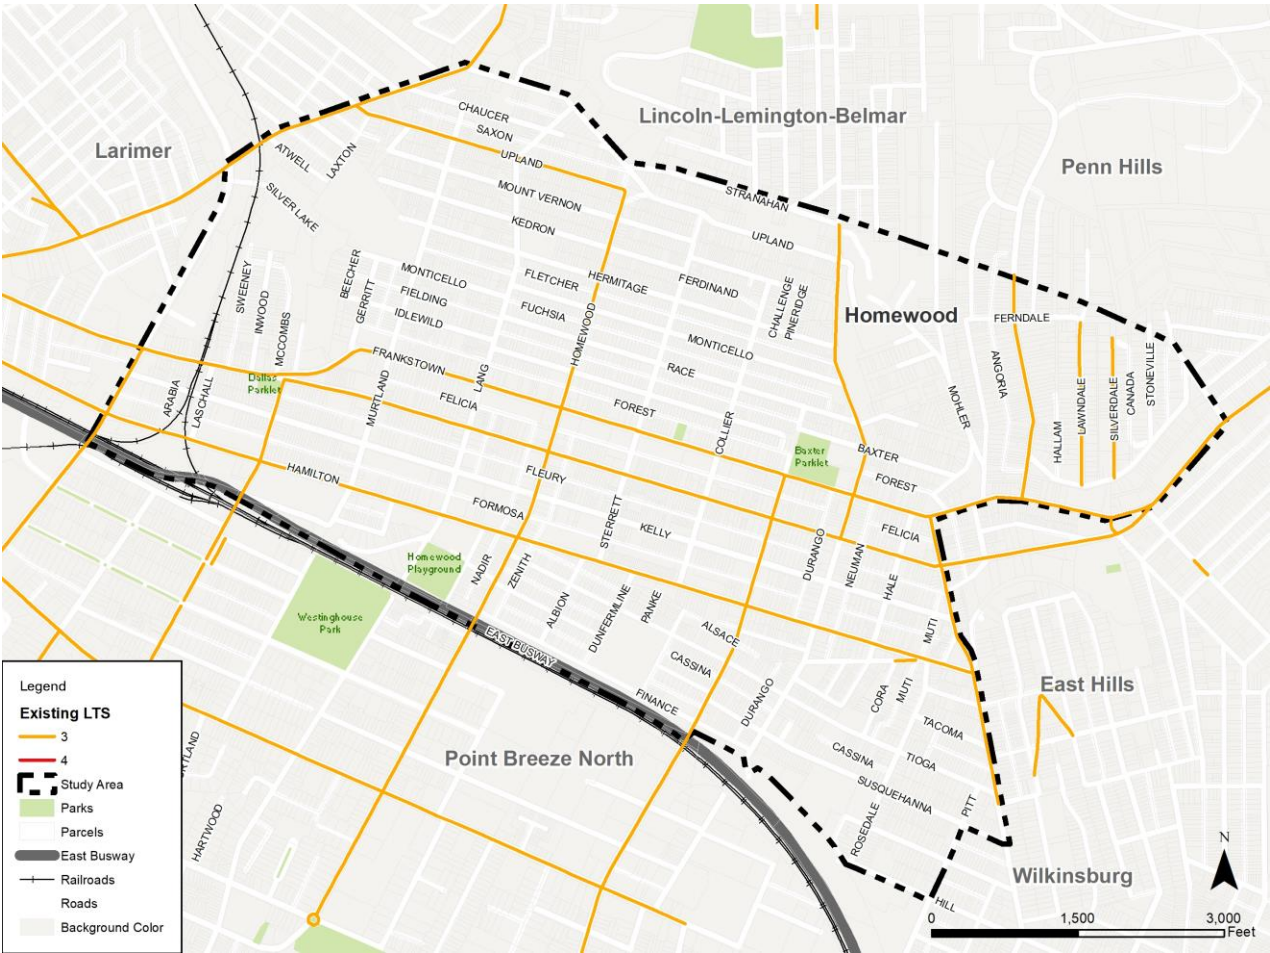 Lincoln-Lemington-Belmar
Larimer
Penn Hills
CHAUCER
SAXON
UPLAND
ATWELL
LAXTON
SILVER LAKE
MOUNT VERNON
KEDRON
STRANAHAN
UPLAND
SWEENEY
INWOOD
MCCOMBS
BEECHER
GERRITT
MONTICELLO
FIELDING
IDLEWILD
FLETCHER
FUCHSIA
HERMITAGE
HOMEWOOD
FERDINAND
CHALLENGE
PINERIDGE
MONTICELLO
RACE
Homewood
FERNDALE
ANGORIA
MOHLER
HALLAM
LAWNDALE
SILVERDALE
CANADA
STONEVILLE
FRANKSTOWN
Dallas
Parklet
ARABIA
LASCHALL
MURTLAND
LANG
FELICIA
FOREST
COLLIER
Baxter
Parklet
BAXTER
FOREST
HAMILTON
FLEURY
FORMOSA
STERRETT
KELLY
FELICIA
DURANGO
NEUMAN
HALE
MUTI
Homewood
Playground
NADIR
ZENITH
ALBION
DUNFERMLINE
PANKE
ALSACE
CASSINA
Westinghouse
Park
EAST BUSWAY
FINANCE
DURANGO
CORA
MUTI
TACOMA
TIOGA
CASSINA
SUSQUEHANNA
ROSEDALE
PITT
HILL
East Hills
Point Breeze North
Wilkinsburg
HARTWOOD
Legend
Existing LTS
3
4
Study Area
Parks
Parcels
East Busway
Railroads
Roads
Background Color
N
0 1,500 3,000
Feet